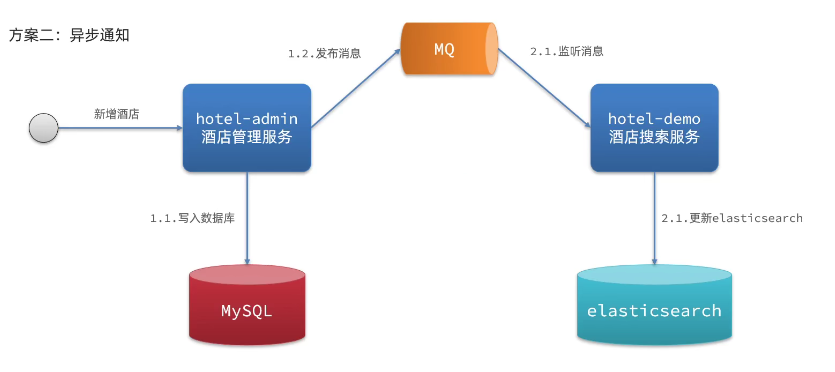 方案二：异步通知
MQ
1.2.发布消息
2.1.监听消息
新增酒店
hotel-admin
酒店管理服务
hotel-demo
酒店搜索服务
1.1.写入数据库
2.1.更新elasticsearch
MySQL
elasticsearch